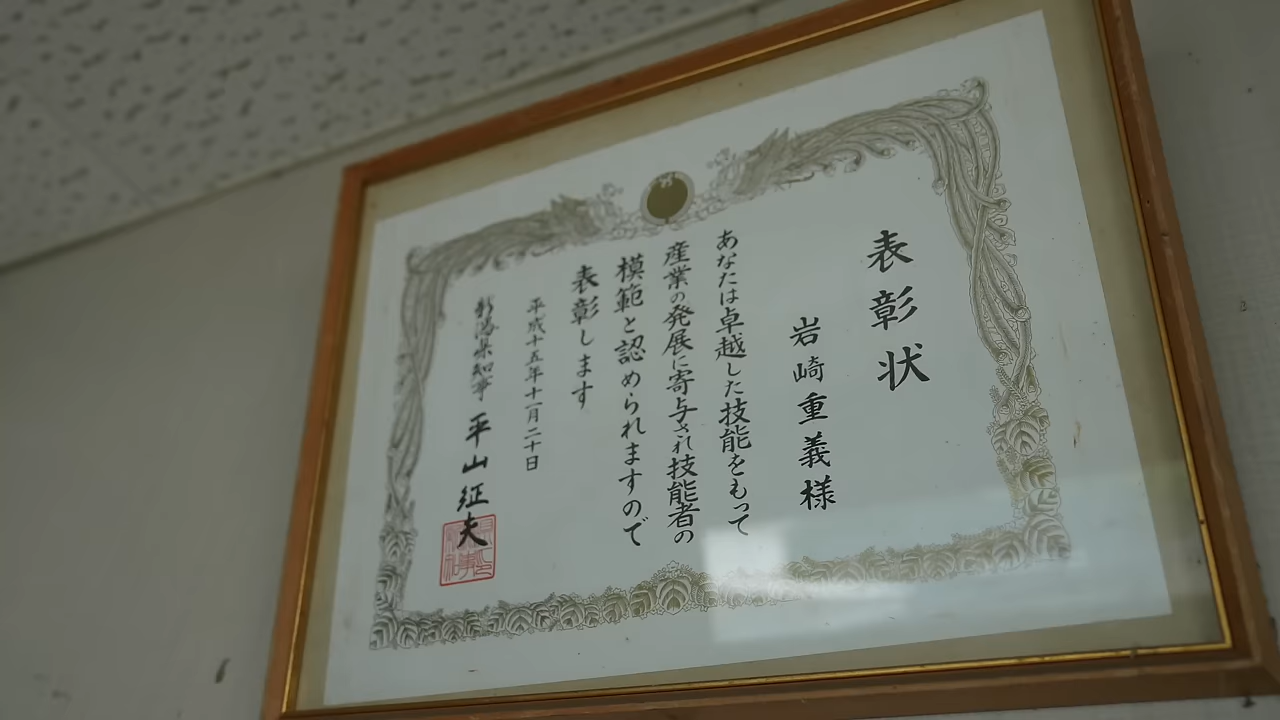 表彰状
岩崎重義様
あなたは卓越した技能をもって
産業の発展に寄与され技能者の
模範と認められますので
表彰します
平成十五年十一月二十日
新潟県知事 平山征夫